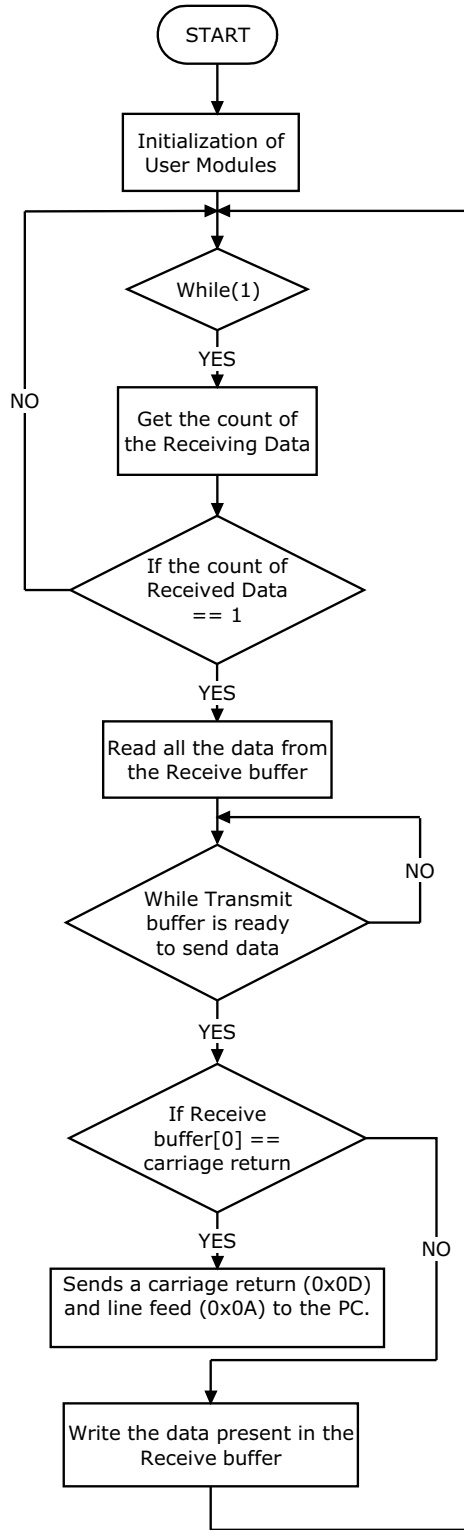 START
Initialization of
User Modules
While(1)
YES
NO
Get the count of
the Receiving Data
If the count of
Received Data
== 1
YES
Read all the data from
the Receive buffer
NO
While Transmit
buffer is ready
to send data
YES
If Receive
buffer[0] ==
carriage return
YES
NO
Sends a carriage return (0x0D)
and line feed (0x0A) to the PC.
Write the data present in the
Receive buffer